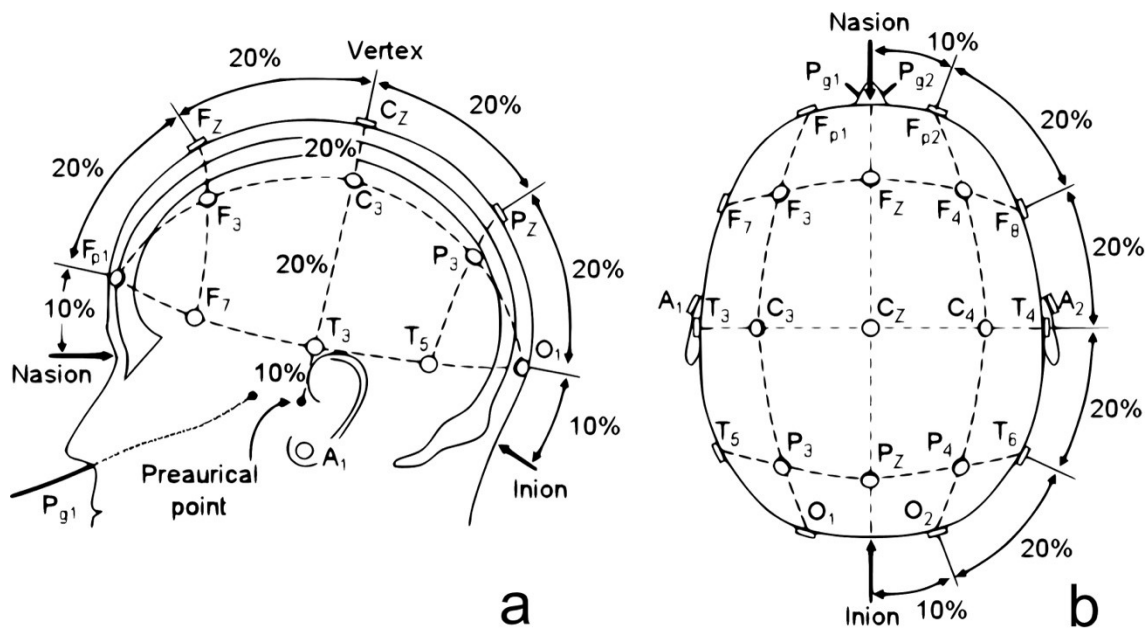 Vertex
20%
F_Z
C_Z
20%
20%
20%
F_3
C_3
P_Z
F_p1
P_3
20%
20%
10%
F_7
T_3
T_5
O_1
Nasion
10%
10%
A_1
Preaurical
point
Inion
P_g1
a
Nasion
10%
P_g1
P_g2
F_p1
F_p2
20%
F_7
F_3
F_Z
F_4
F_8
20%
A_1
T_3
C_3
C_Z
C_4
T_4
A_2
20%
T_5
P_3
P_Z
P_4
T_6
O_1
O_2
20%
10%
Inion
b